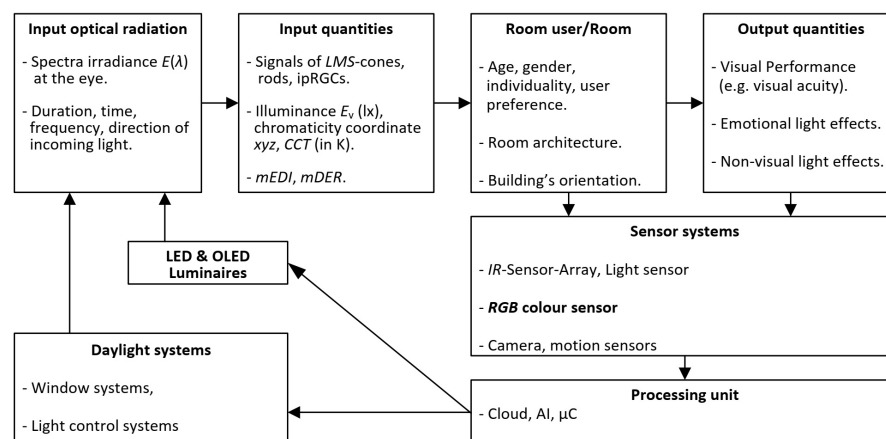 Input optical radiation
- Spectra irradiance E(λ)
at the eye.
- Duration, time,
frequency, direction of
incoming light.
Input quantities
- Signals of LMS-cones,
rods, ipRGCs.
- Illuminance Ev (lx),
chromaticity coordinate
xyz, CCT (in K).
- mEDI, mDER.
Room user/Room
- Age, gender,
individuality, user
preference.
- Room architecture.
- Building’s orientation.
Output quantities
- Visual Performance
(e.g. visual acuity).
- Emotional light effects.
- Non-visual light effects.
LED & OLED
Luminaires
Sensor systems
- IR-Sensor-Array, Light sensor
- RGB colour sensor
- Camera, motion sensors
Daylight systems
- Window systems,
- Light control systems
Processing unit
- Cloud, AI, µC